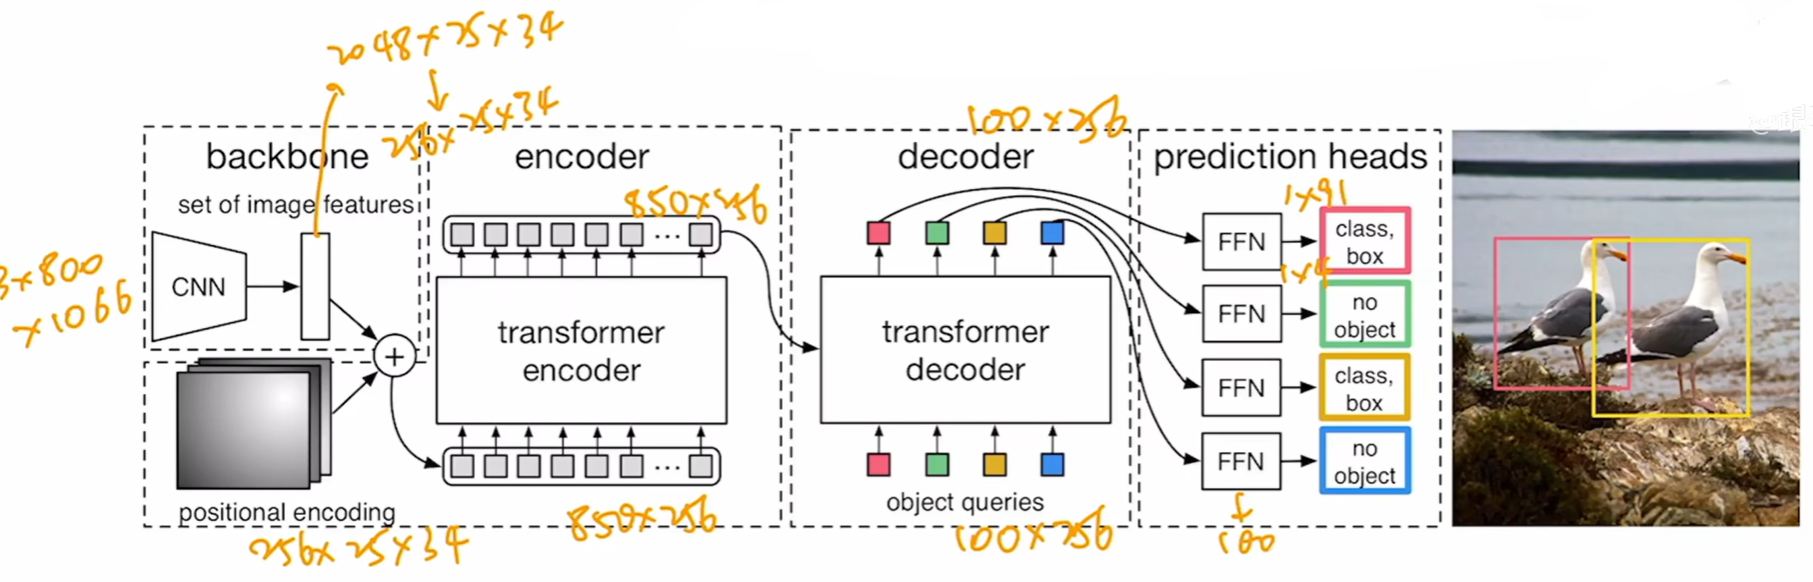 2048×25×34
256×25×34
100×256
backbone
encoder
decoder
prediction heads
set of image features
850×256
1×91
3×800
×1066
CNN
FFN
class,
box
1×4
transformer
encoder
transformer
decoder
FFN
no
object
+
FFN
class,
box
...
FFN
no
object
positional encoding
object queries
256×25×34
850×256
100×256
100